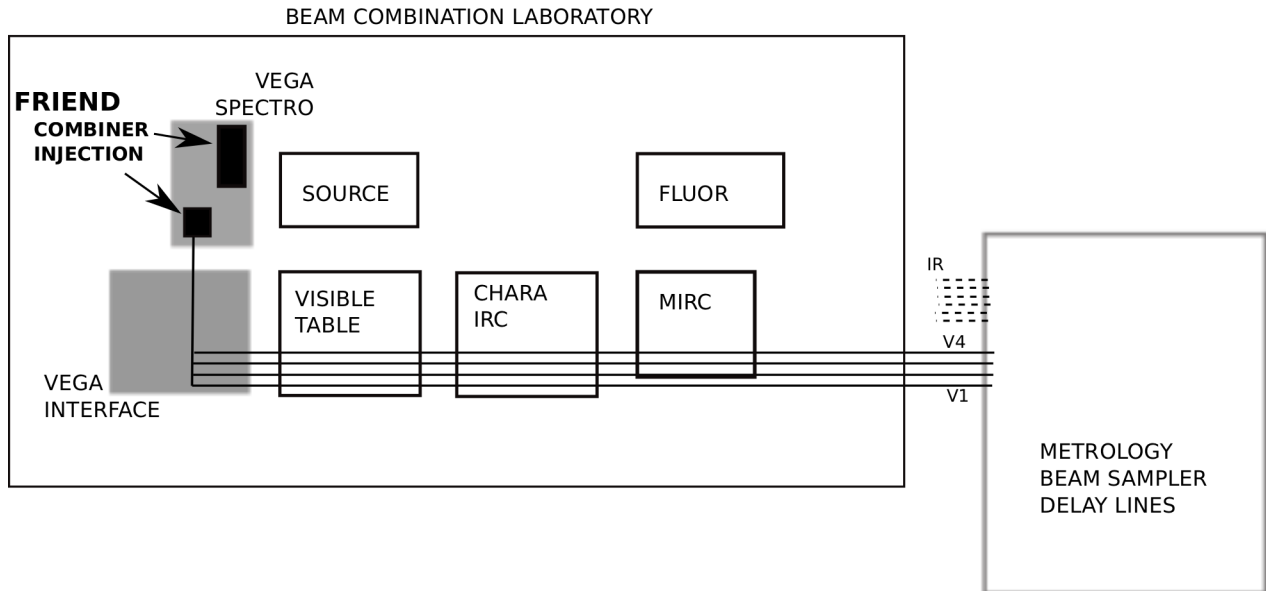 BEAM COMBINATION LABORATORY
VEGA
SPECTRO
FRIEND
COMBINER
INJECTION
SOURCE
FLUOR
VISIBLE
TABLE
CHARA
IRC
MIRC
IR
V4
V1
VEGA
INTERFACE
METROLOGY
BEAM SAMPLER
DELAY LINES